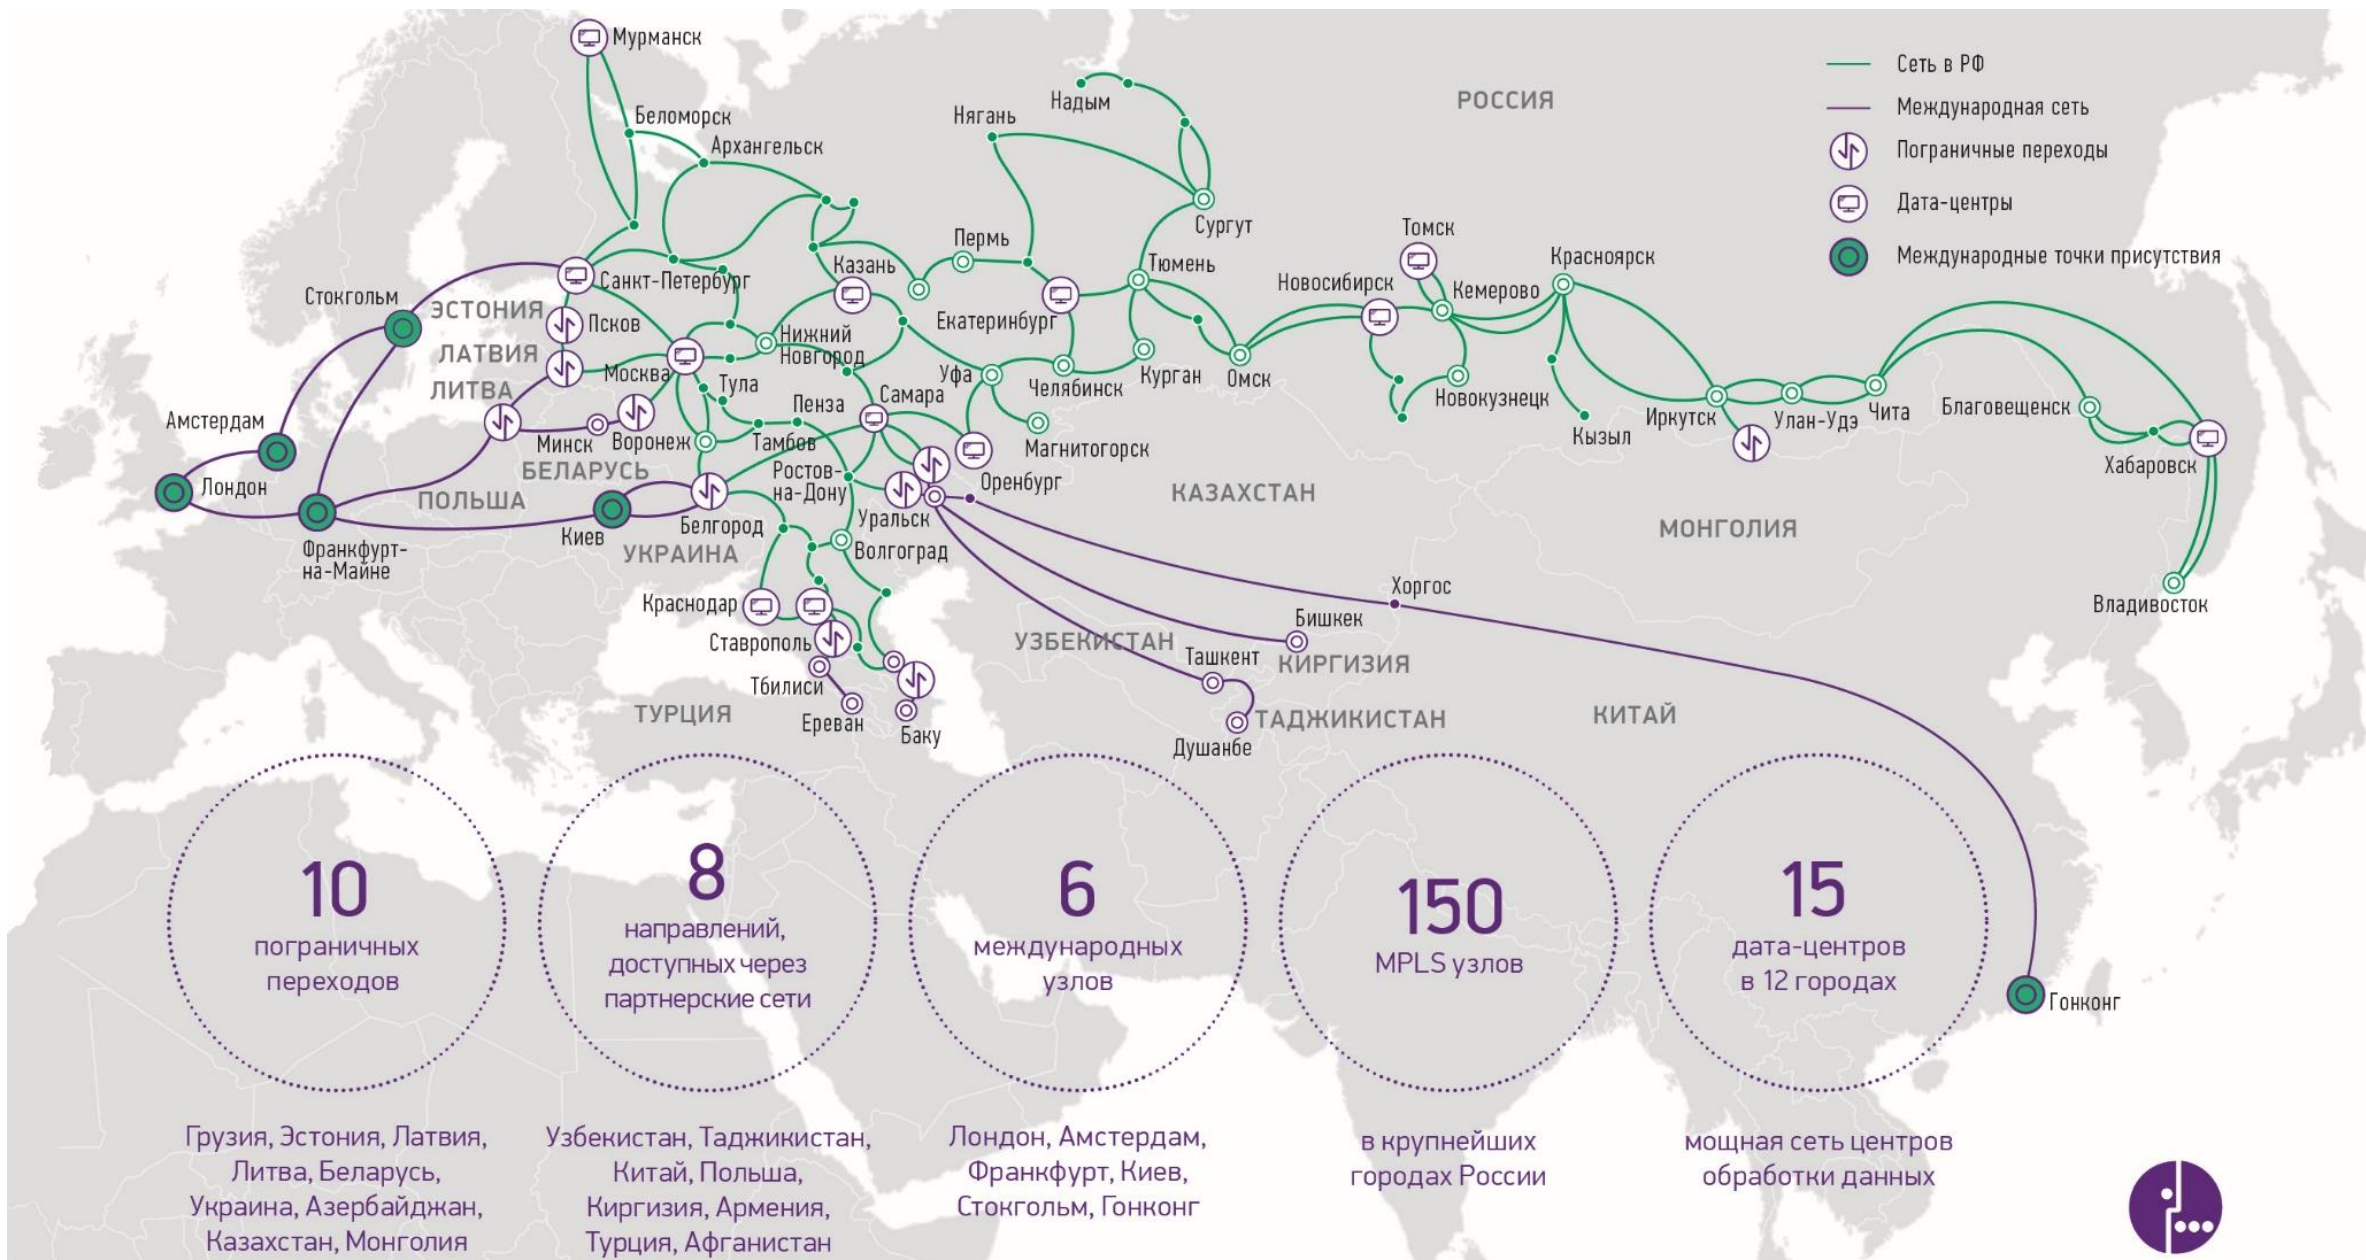 Мурманск
Беломорск
Архангельск
Нягань
Надым
РОССИЯ
Сеть в РФ
Международная сеть
Пограничные переходы
Дата-центры
Международные точки присутствия
Сургут
Томск
Пермь
Казань
Тюмень
Новосибирск
Кемерово
Красноярск
Санкт-Петербург
Стокгольм
ЭСТОНИЯ
Псков
Екатеринбург
Нижний
Новгород
ЛАТВИЯ
ЛИТВА
Москва
Тула
Уфа
Челябинск
Курган
Омск
Новокузнецк
Самара
Пенза
Амстердам
Минск
Воронеж
Тамбов
Магнитогорск
Кызыл
Иркутск
Улан-Удэ
Чита
Благовещенск
Хабаровск
БЕЛАРУСЬ
Лондон
ПОЛЬША
Ростов-
на-Дону
Оренбург
КАЗАХСТАН
Уральск
Белгород
Киев
УКРАИНА
Волгоград
МОНГОЛИЯ
Франкфурт-
на-Майне
Краснодар
Хоргос
Бишкек
Владивосток
Ставрополь
УЗБЕКИСТАН
Ташкент
КИРГИЗИЯ
Тбилиси
ТУРЦИЯ
Ереван
Баку
Душанбе
ТАДЖИКИСТАН
КИТАЙ
Гонконг
10
пограничных
переходов
Грузия, Эстония, Латвия,
Литва, Беларусь,
Украина, Азербайджан,
Казахстан, Монголия
8
направлений,
доступных через
партнерские сети
Узбекистан, Таджикистан,
Китай, Польша,
Киргизия, Армения,
Турция, Афганистан
6
международных
узлов
Лондон, Амстердам,
Франкфурт, Киев,
Стокгольм, Гонконг
150
MPLS узлов
в крупнейших
городах России
15
дата-центров
в 12 городах
мощная сеть центров
обработки данных